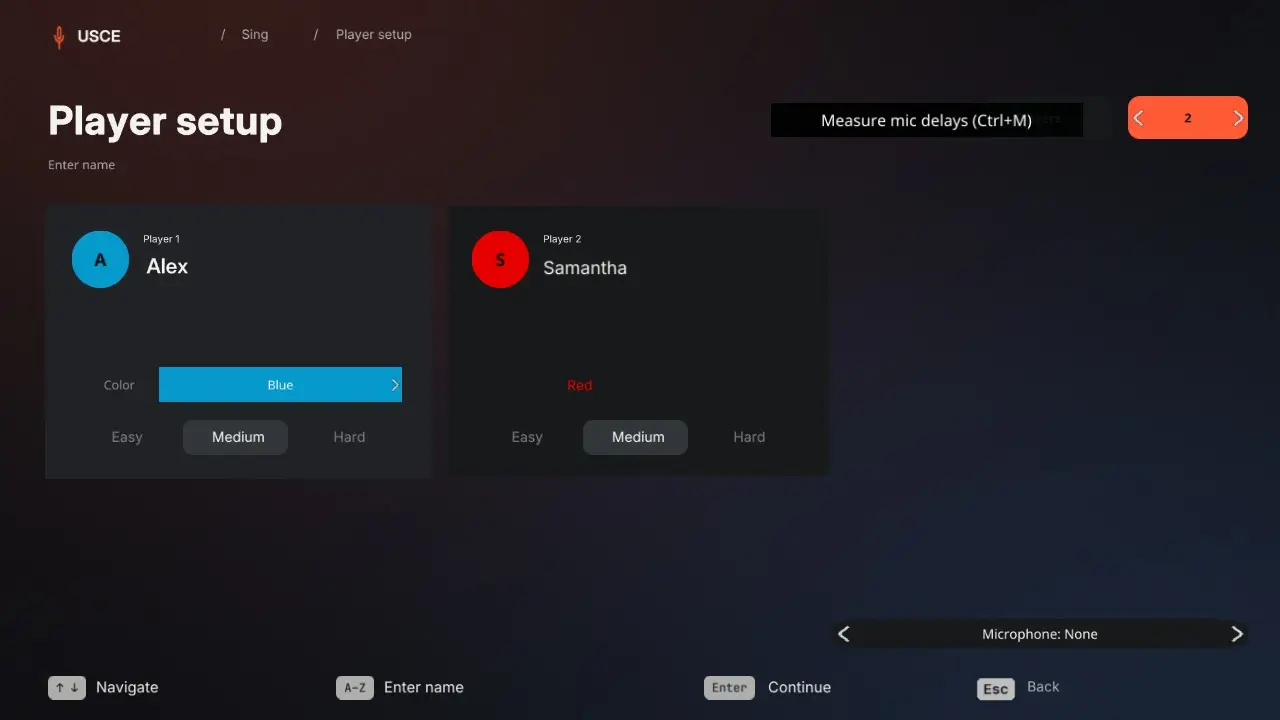 USCE / Sing / Player setup
Player setup
Measure mic delays (Ctrl+M)
2
Enter name
A
Player 1
Alex
Color
Blue
Easy
Medium
Hard
S
Player 2
Samantha
Red
Easy
Medium
Hard
Microphone: None
↑ ↓ Navigate
A-Z Enter name
Enter Continue
Esc Back